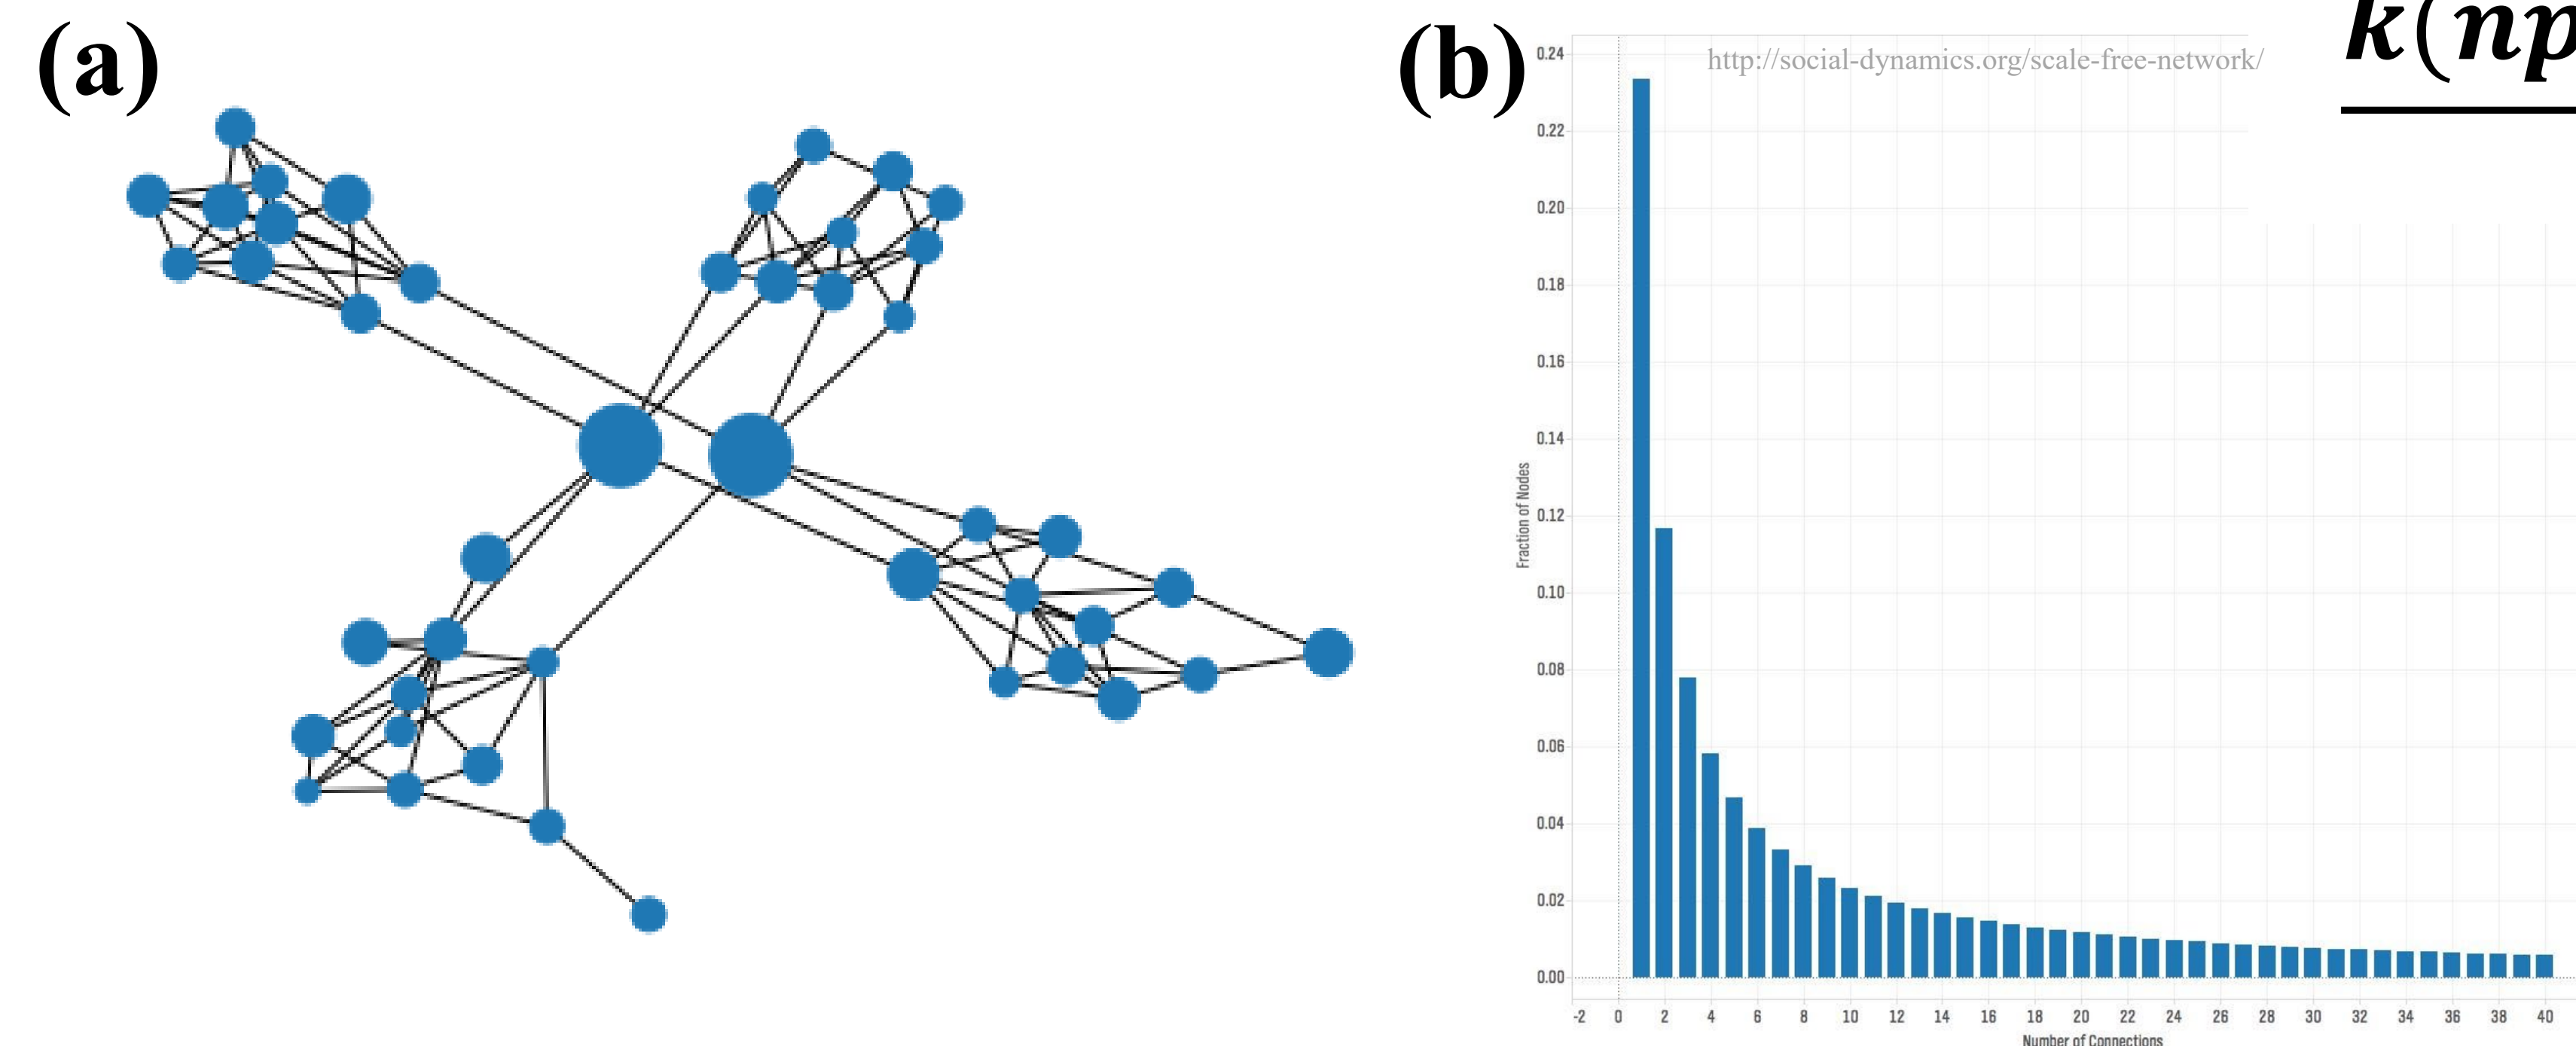 (a)
(b)
k(np
http://social-dynamics.org/scale-free-network/
0.24
0.22
0.20
0.18
0.16
0.14
0.12
0.10
0.08
0.06
0.04
0.02
0.00
Fraction of Nodes
-2 0 2 4 6 8 10 12 14 16 18 20 22 24 26 28 30 32 34 36 38 40
Number of Connections